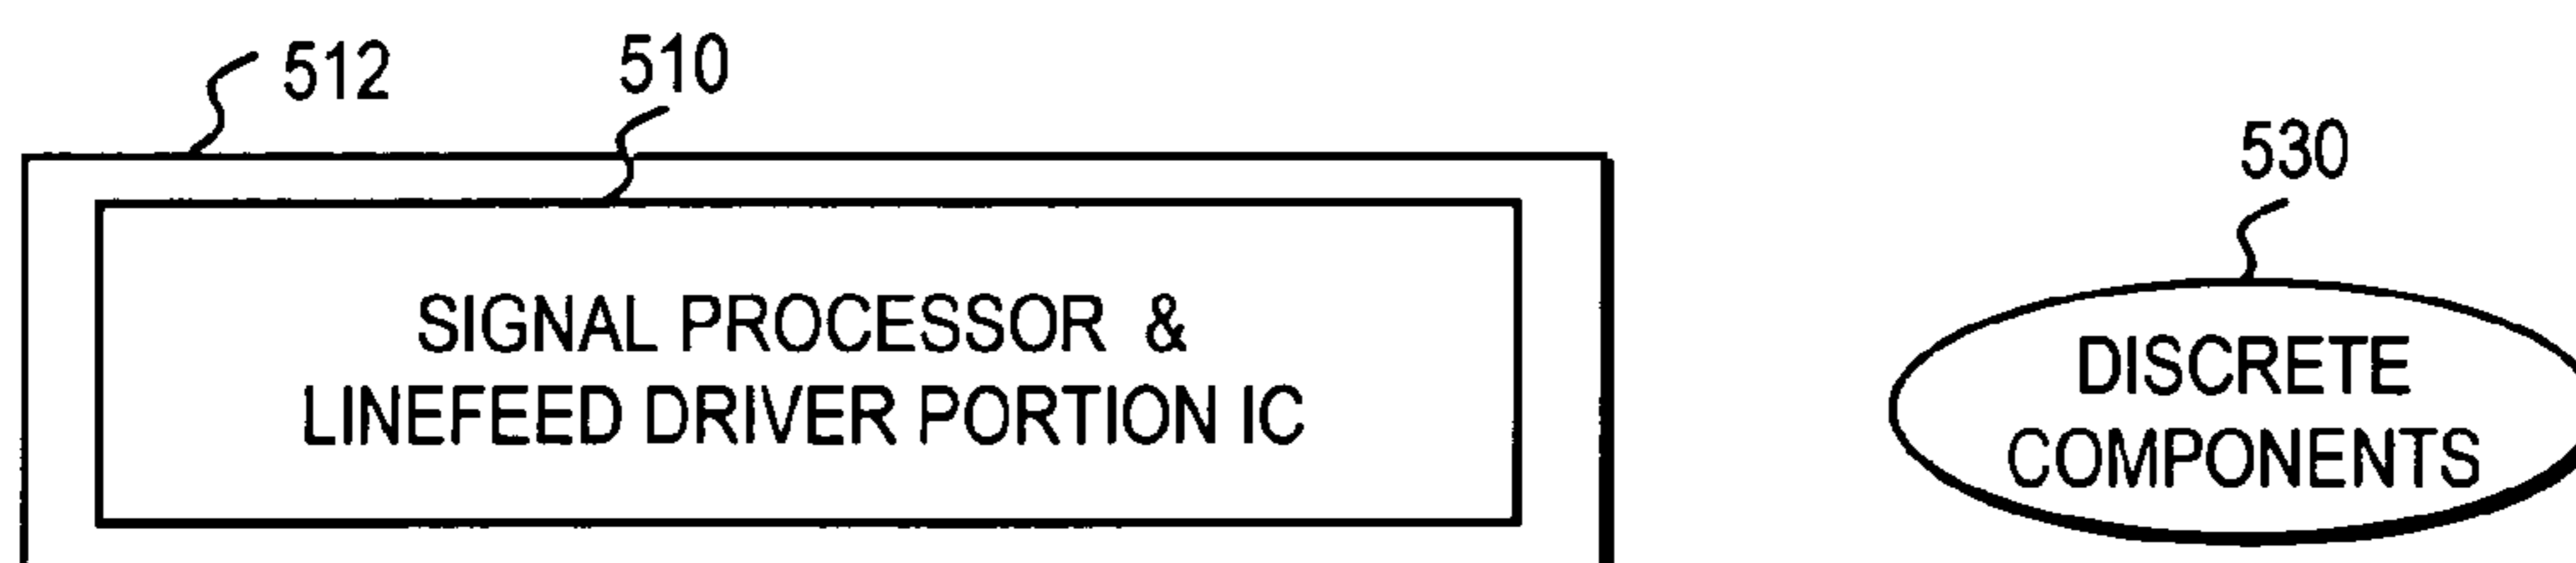 512
510
530
SIGNAL PROCESSOR &
LINEFEED DRIVER PORTION IC
DISCRETE
COMPONENTS